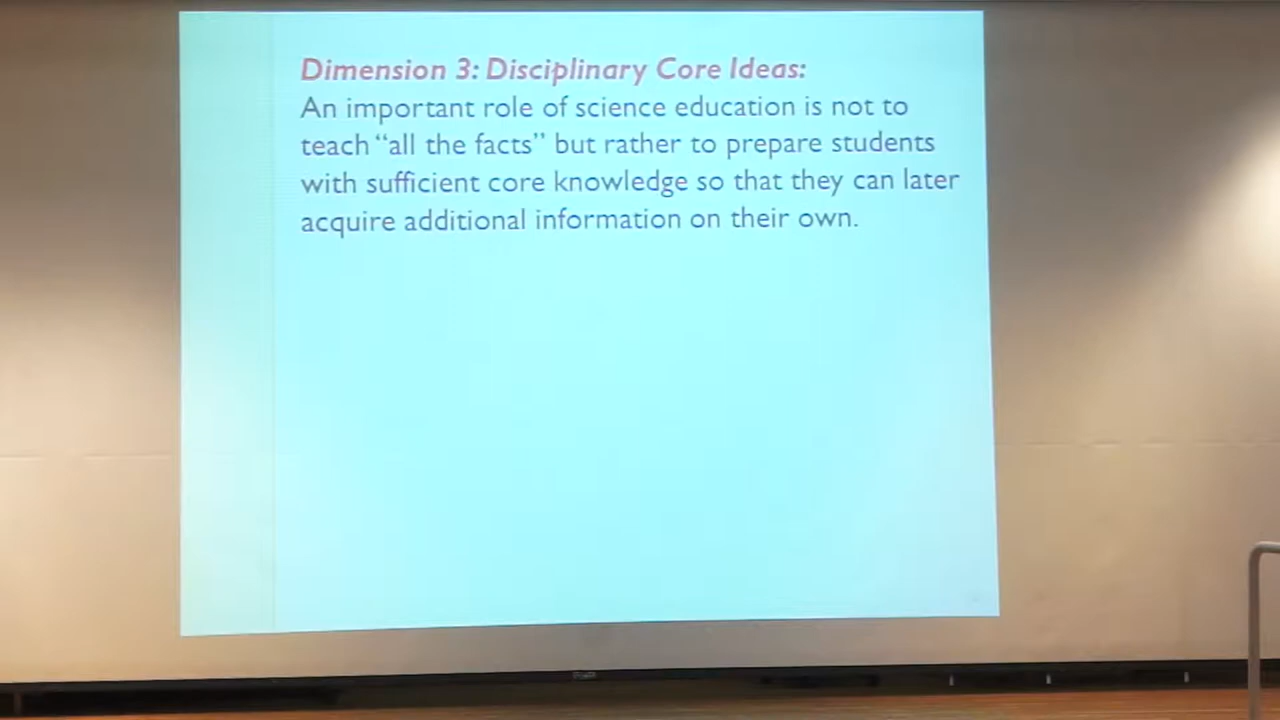 Dimension 3: Disciplinary Core Ideas:
An important role of science education is not to
teach “all the facts” but rather to prepare students
with sufficient core knowledge so that they can later
acquire additional information on their own.